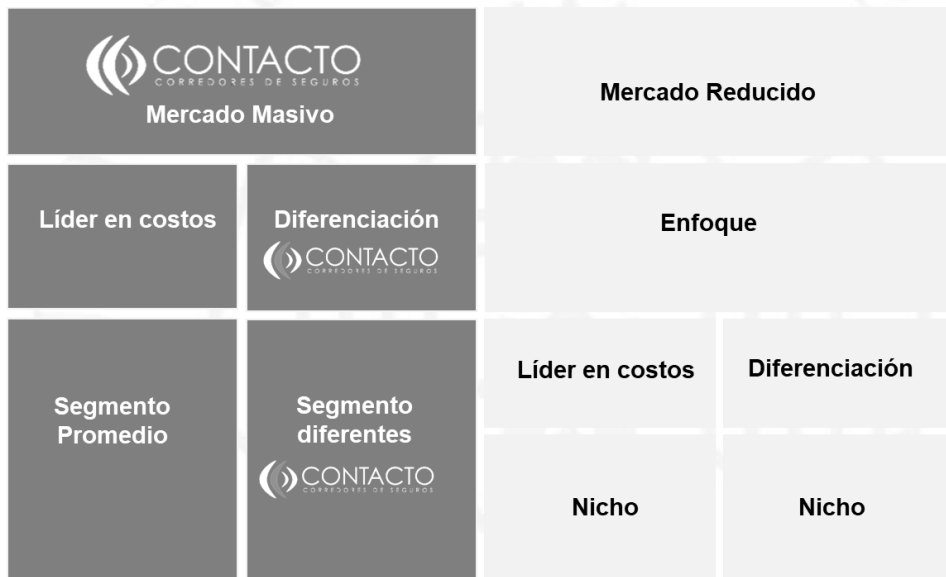 CONTACTO
CORREDORES DE SEGUROS
Mercado Masivo
Mercado Reducido
Líder en costos
Diferenciación
CONTACTO
CORREDORES DE SEGUROS
Enfoque
Segmento
Promedio
Segmento
diferentes
CONTACTO
CORREDORES DE SEGUROS
Líder en costos
Diferenciación
Nicho
Nicho